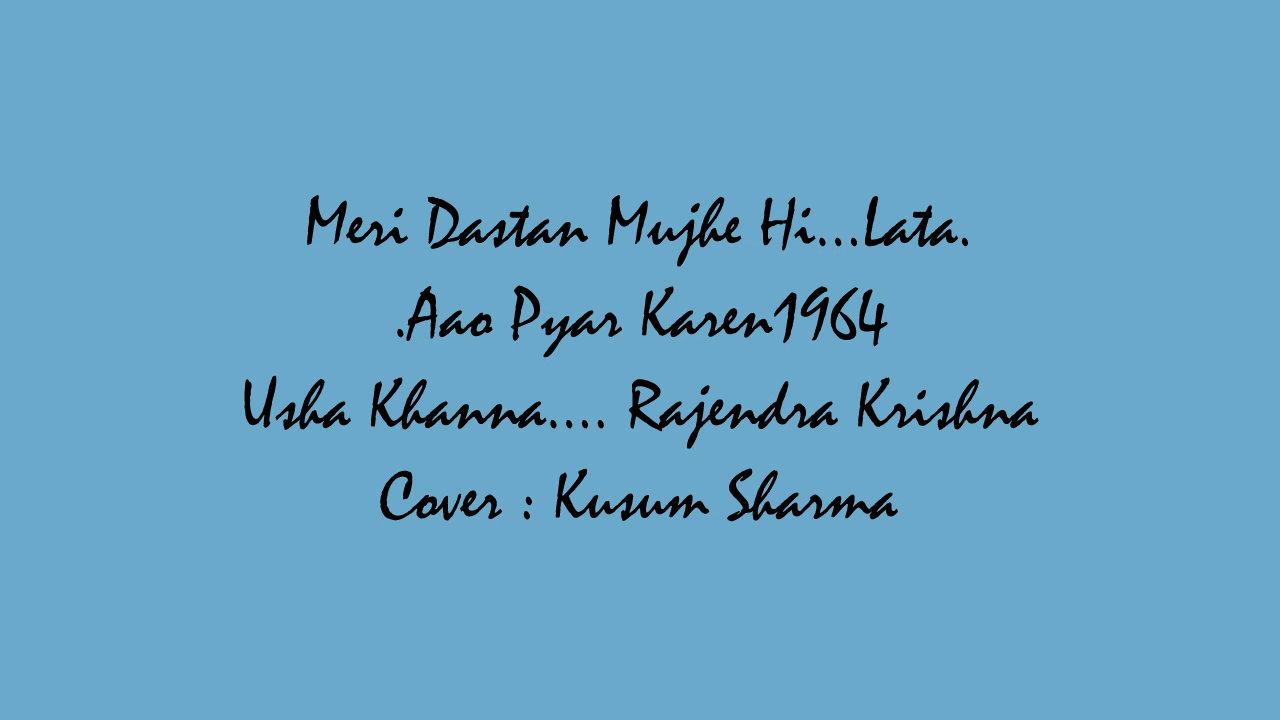 Meri Dastan Mujhe Hi...Lata.
.Aao Pyar Karen1964
Usha Khanna.... Rajendra Krishna
Cover : Kusum Sharma